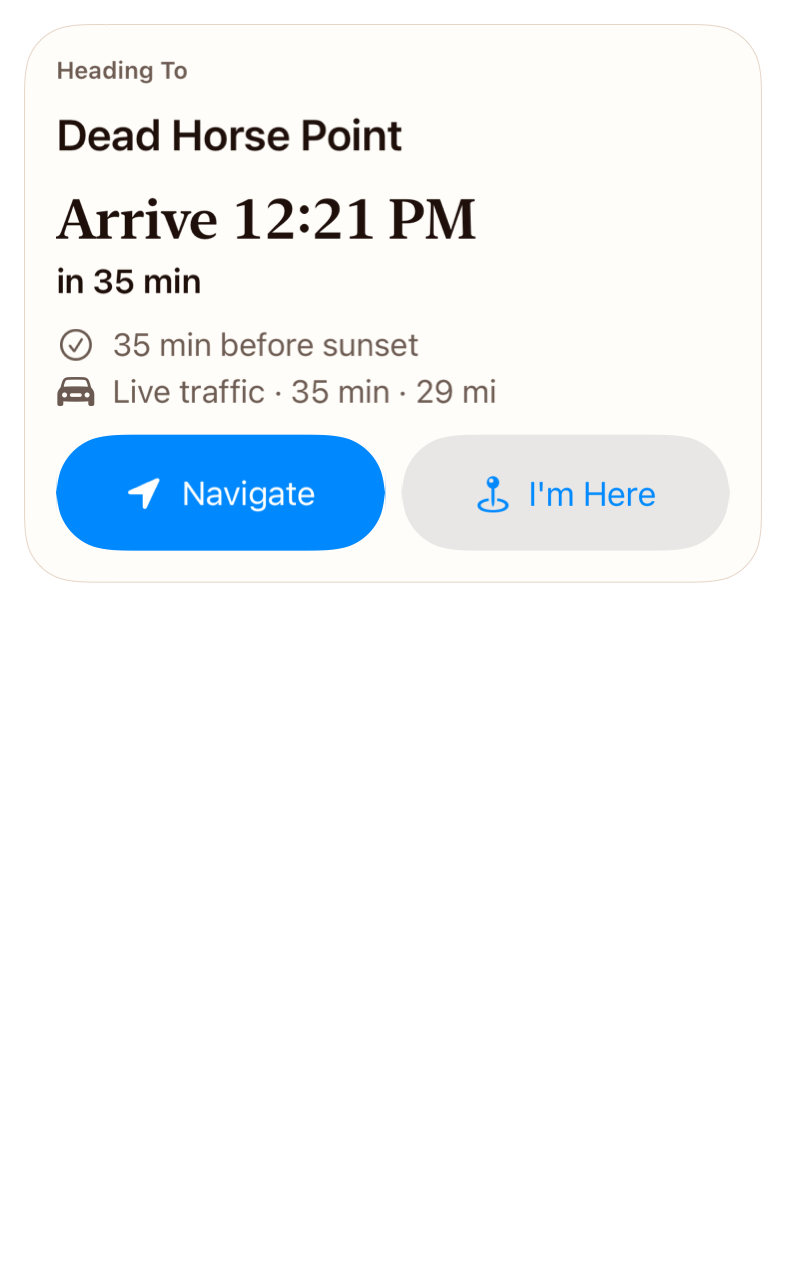 Heading To
Dead Horse Point
Arrive 12:21 PM
in 35 min
35 min before sunset
Live traffic · 35 min · 29 mi
Navigate
I'm Here